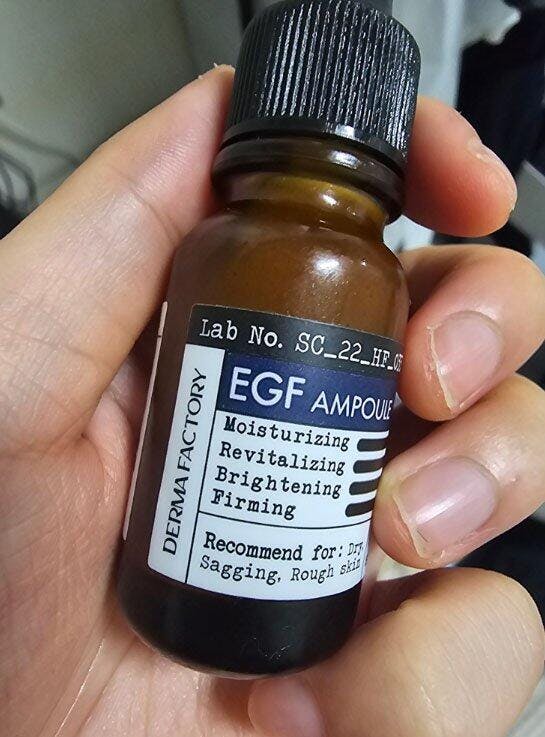 Lab No. SC_22_HF_
EGF AMPOULE
Moisturizing
Revitalizing
Brightening
Firming
Recommend for: Dry,
Sagging, Rough skin
DERMA FACTORY